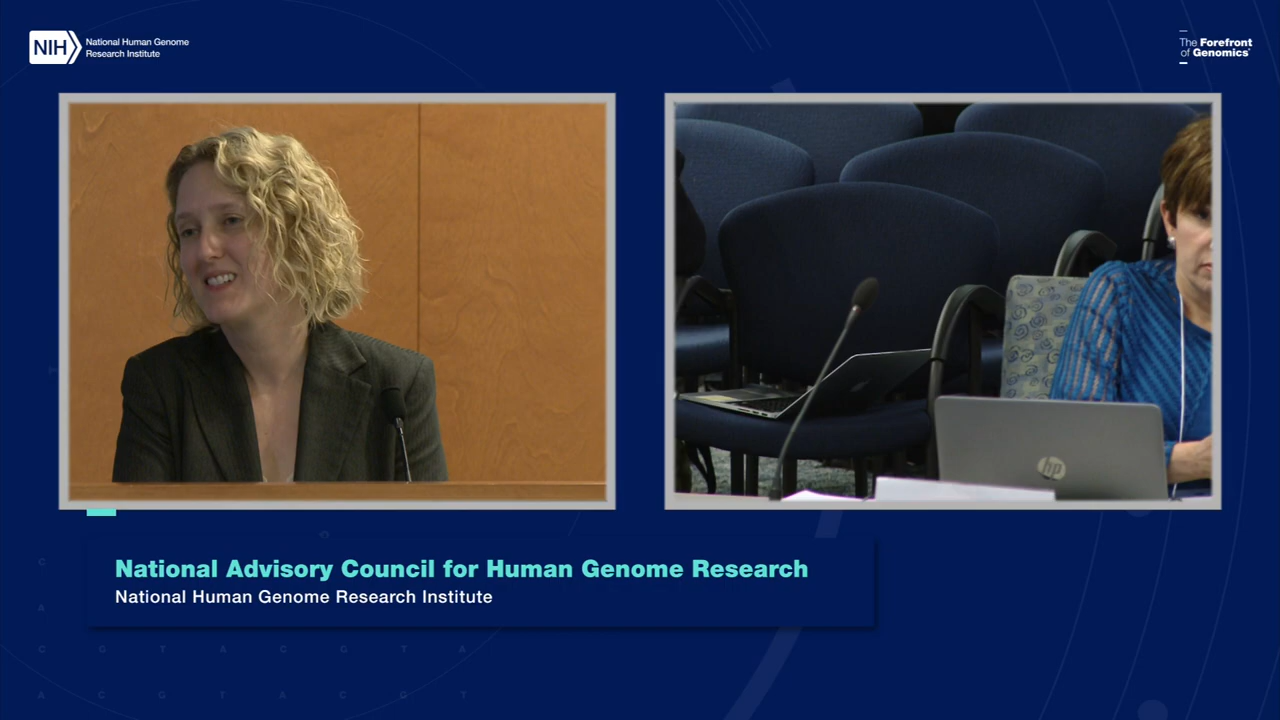 NIH
National Human Genome
Research Institute
The Forefront
of Genomics®
hp
National Advisory Council for Human Genome Research
National Human Genome Research Institute
C
A
C G T A C G T A
A C G T A C G T